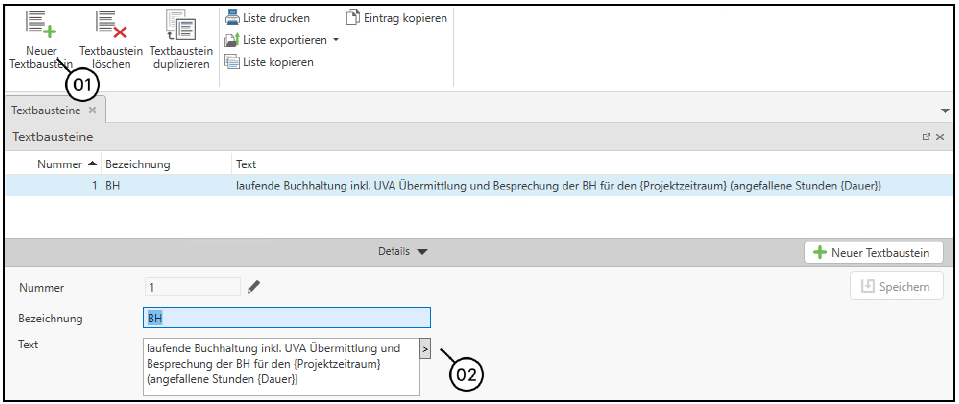 Neuer
Textbaustein
Textbaustein
löschen
Textbaustein
duplizieren
Liste drucken
Liste exportieren
Liste kopieren
Eintrag kopieren
01
Textbausteine
Textbausteine
Nummer Bezeichnung Text
1 BH laufende Buchhaltung inkl. UVA Übermittlung und Besprechung der BH für den {Projektzeitraum} (angefallene Stunden {Dauer})
Details
Neuer Textbaustein
Nummer 1
Speichern
Bezeichnung BH
Text
laufende Buchhaltung inkl. UVA Übermittlung und
Besprechung der BH für den {Projektzeitraum}
(angefallene Stunden {Dauer})
>
02